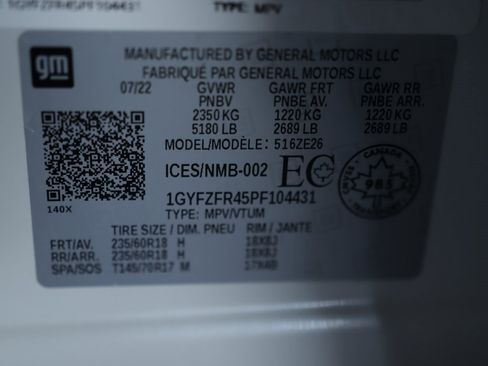 TYPE: MPV
gm
MANUFACTURED BY GENERAL MOTORS LLC
FABRIQUÉ PAR GENERAL MOTORS LLC
07/22 GVWR GAWR FRT GAWR RR
PNBV PNBE AV. PNBE ARR.
2350 KG 1220 KG 1220 KG
5180 LB 2689 LB 2689 LB
MODEL/MODÈLE: 516ZE26
ICES/NMB-002 EC
CANADA
985
140X
1GYFZFR45PF104431
TYPE: MPV/VTUM
TIRE SIZE / DIM. PNEU RIM / JANTE
FRT/AV. 235/60R18 H 18X8J
RR/ARR. 235/60R18 H 18X8J
SPA/SOS T145/70R17 M 17X4B